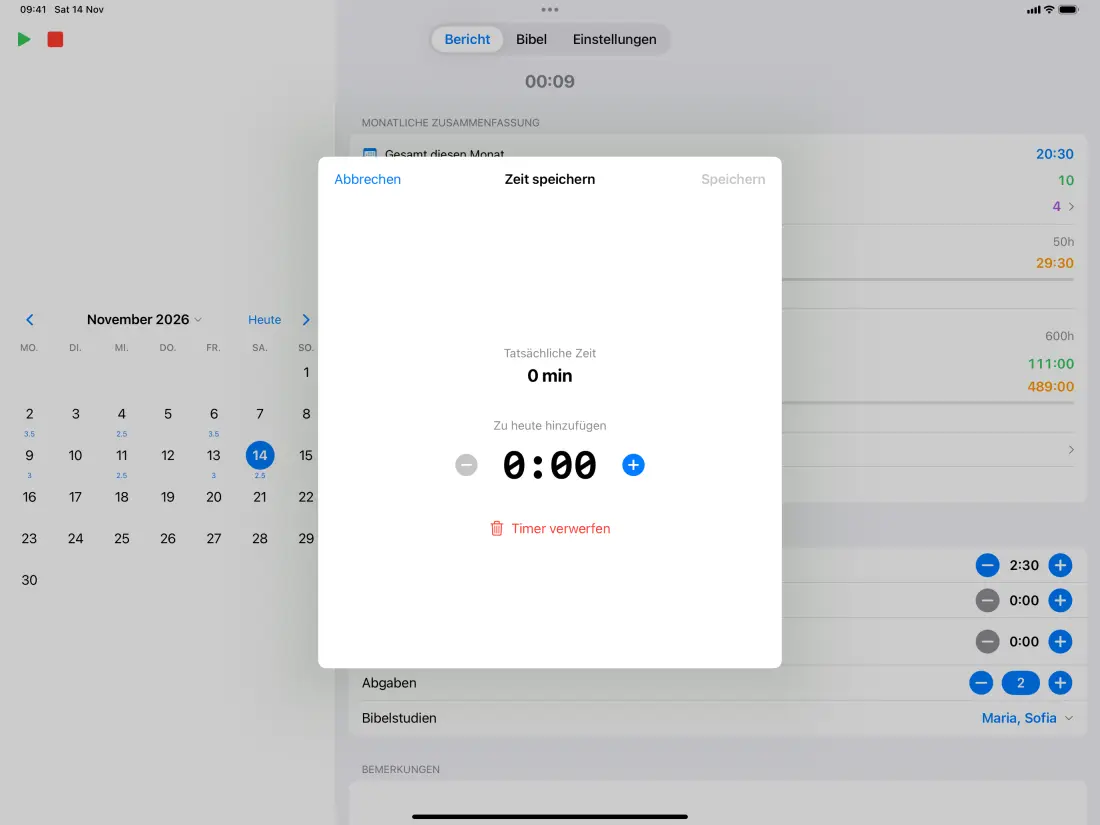 09:41 Sat 14 Nov
Bericht Bibel Einstellungen
00:09
MONATLICHE ZUSAMMENFASSUNG
Gesamt diesen Monat 20:30
10
4
50h
29:30
600h
111:00
489:00
Abbrechen Zeit speichern Speichern
Tatsächliche Zeit
0 min
Zu heute hinzufügen
0:00
Timer verwerfen
November 2026 Heute
MO. DI. MI. DO. FR. SA. SO.
1
2 3 4 5 6 7 8
3.5 2.5 3.5
9 10 11 12 13 14 15
3 2.5 3 2.5
16 17 18 19 20 21 22
23 24 25 26 27 28 29
30
2:30
0:00
0:00
Abgaben 2
Bibelstudien Maria, Sofia
BEMERKUNGEN